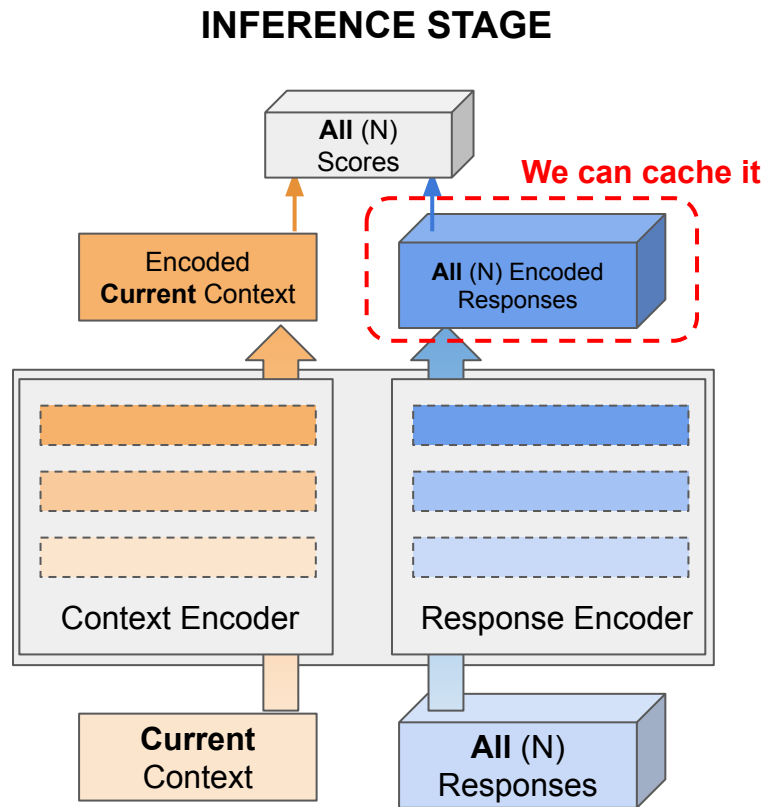 INFERENCE STAGE
All (N)
Scores
We can cache it
Encoded
Current Context
All (N) Encoded
Responses
Context Encoder
Response Encoder
Current
Context
All (N)
Responses